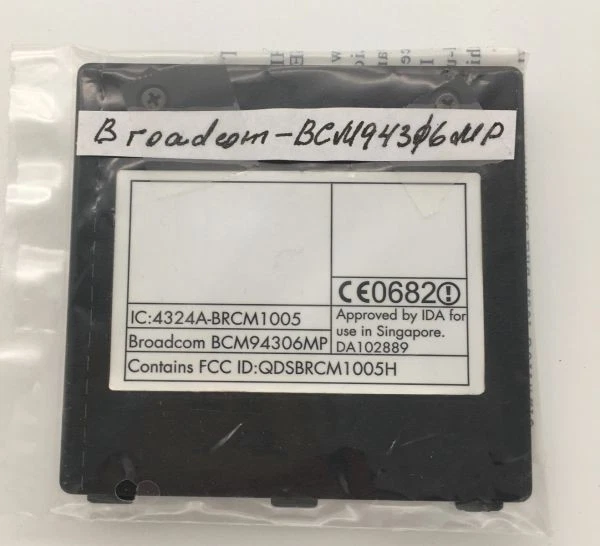 Broadcom-BCM94306MP
CE0682
IC:4324A-BRCM1005
Approved by IDA for
use in Singapore.
DA102889
Broadcom BCM94306MP
Contains FCC ID:QDSBRCM1005H